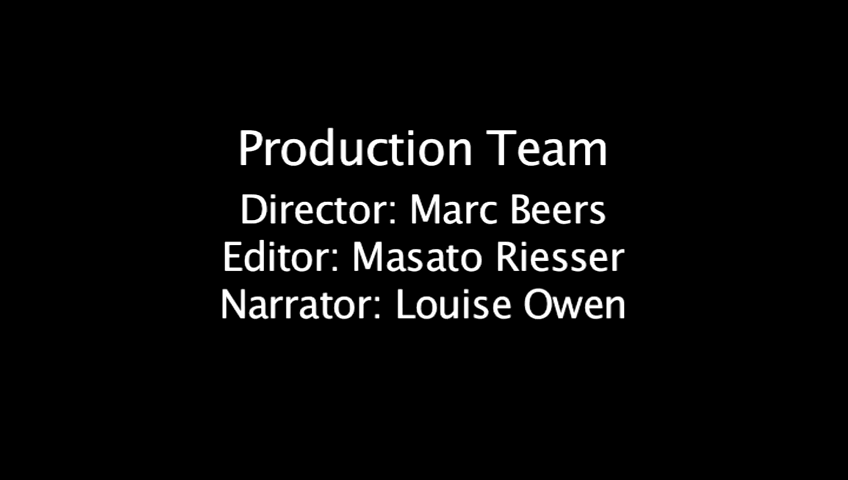 Production Team
Director: Marc Beers
Editor: Masato Riesser
Narrator: Louise Owen